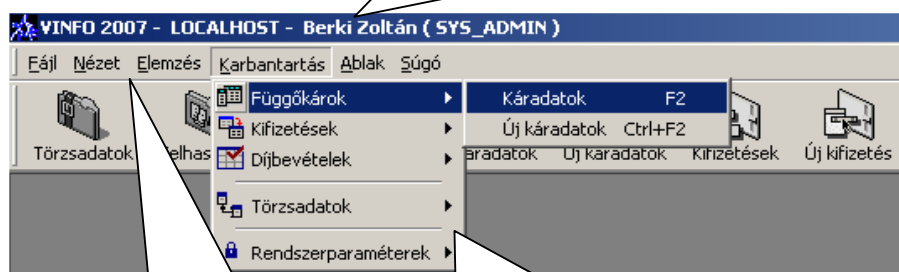 VINFO 2007 - LOCALHOST - Berki Zoltán ( SYS_ADMIN )
Fájl Nézet Elemzés Karbantartás Ablak Súgó
Függőkárok
Káradatok F2
Kifizetések
Új káradatok Ctrl+F2
Törzsadatok
Új káradatok Kifizetések Új kifizetés
Díjbevételek
Törzsadatok
Rendszerparaméterek